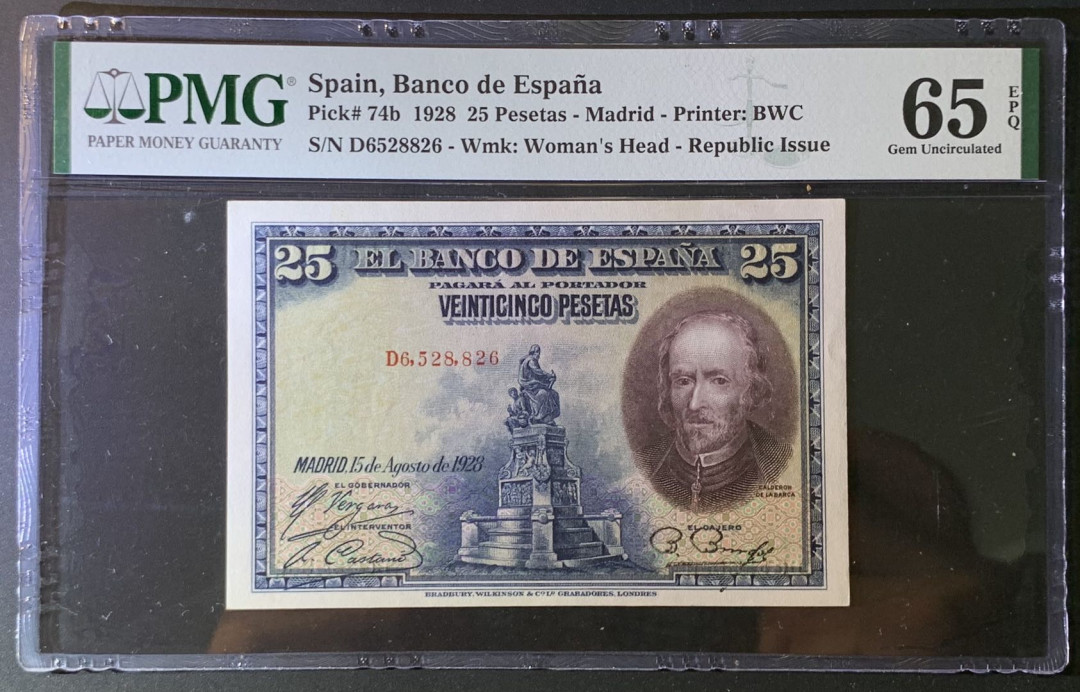 PMG®
PAPER MONEY GUARANTY
Spain, Banco de España
Pick# 74b 1928 25 Pesetas - Madrid - Printer: BWC
S/N D6528826 - Wmk: Woman's Head - Republic Issue
65
EPQ
Gem Uncirculated
25 EL BANCO DE ESPAÑA 25
PAGARÁ AL PORTADOR
VEINTICINCO PESETAS
D6,528,826
MADRID, 15 de Agosto de 1928
CALDERON
DE LA BARCA
EL GOBERNADOR
Vergara
EL INTERVENTOR
EL CAJERO
BRADBURY, WILKINSON & Cº Lᴰ GRABADORES, LONDRES